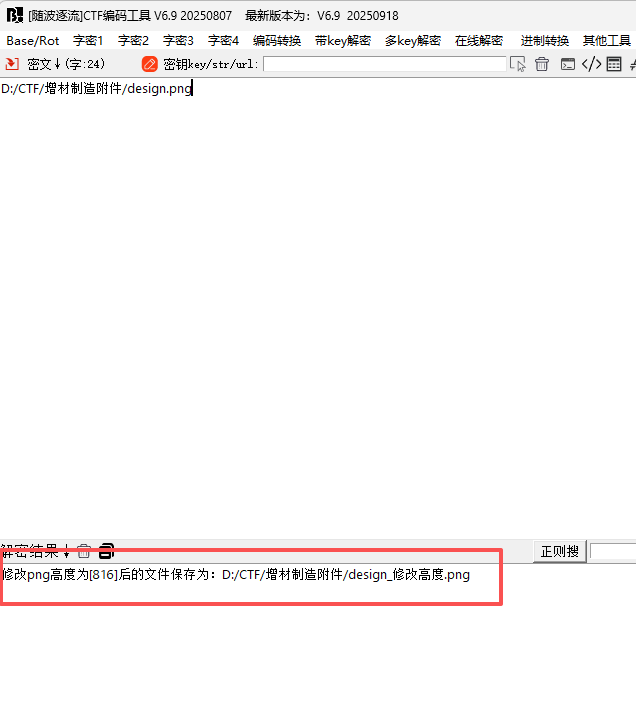 [随波逐流]CTF编码工具 V6.9 20250807 最新版本为：V6.9 20250918
Base/Rot 字密1 字密2 字密3 字密4 编码转换 带key解密 多key解密 在线解密 进制转换 其他工具
密文↓(字:24) 密钥key/str/url:
D:/CTF/增材制造附件/design.png
解密结果↓ 正则搜
修改png高度为[816]后的文件保存为：D:/CTF/增材制造附件/design_修改高度.png